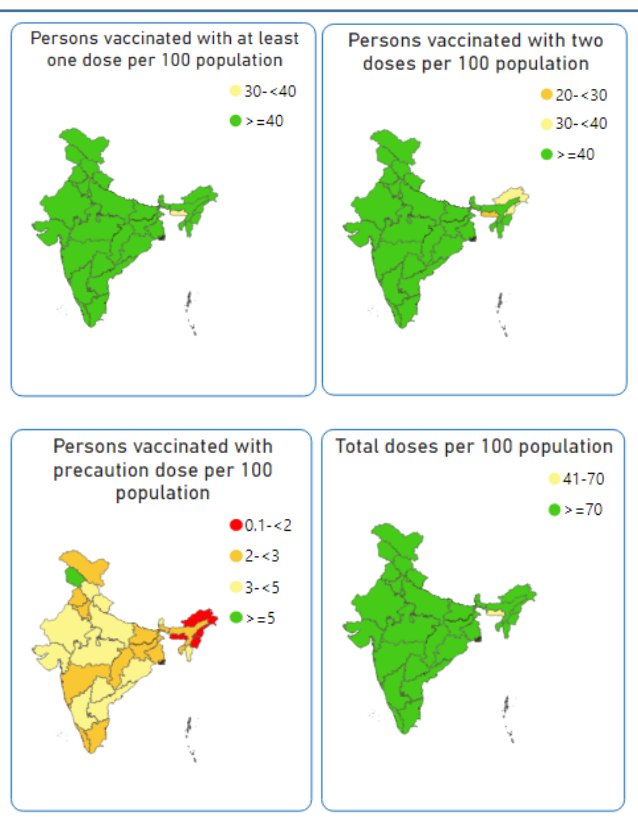 Persons vaccinated with at least
one dose per 100 population
30-<40
>=40
Persons vaccinated with two
doses per 100 population
20-<30
30-<40
>=40
Persons vaccinated with
precaution dose per 100
population
0.1-<2
2-<3
3-<5
>=5
Total doses per 100 population
41-70
>=70